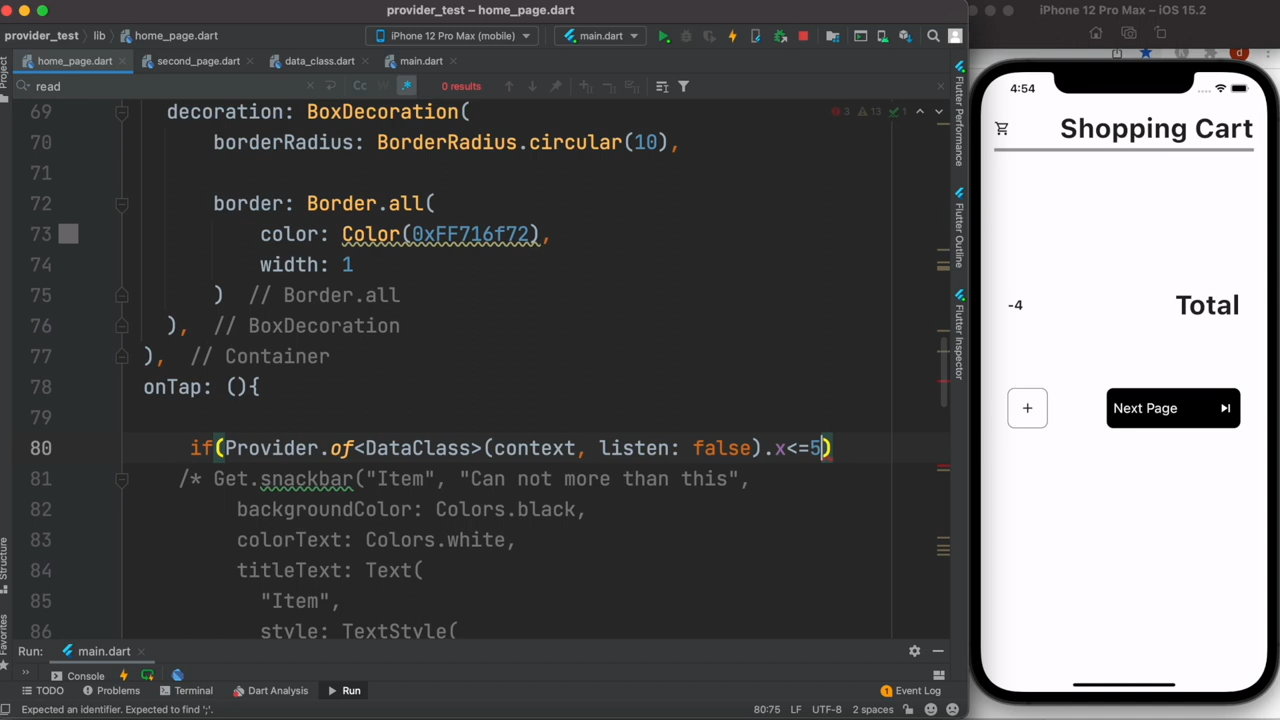 provider_test – home_page.dart
iPhone 12 Pro Max – iOS 15.2
provider_test
lib
home_page.dart
iPhone 12 Pro Max (mobile)
main.dart
home_page.dart
second_page.dart
data_class.dart
main.dart
read
Cc
W
.*
0 results
Project
Structure
Favorites
Flutter Performance
Flutter Outline
Flutter Inspector
3
13
1
69 decoration: BoxDecoration(
70 borderRadius: BorderRadius.circular(10),
71
72 border: Border.all(
73 color: Color(0xFF716f72),
74 width: 1
75 ) // Border.all
76 ), // BoxDecoration
77 ), // Container
78 onTap: (){
79
80 if(Provider.of<DataClass>(context, listen: false).x<=5)
81 /* Get.snackbar("Item", "Can not more than this",
82 backgroundColor: Colors.black,
83 colorText: Colors.white,
84 titleText: Text(
85 "Item",
86 style: TextStyle(
Run:
main.dart
Console
TODO
Problems
Terminal
Dart Analysis
Run
1 Event Log
Expected an identifier. Expected to find ';'.
80:75
LF
UTF-8
2 spaces
d
4:54
Shopping Cart
-4
Total
+
Next Page